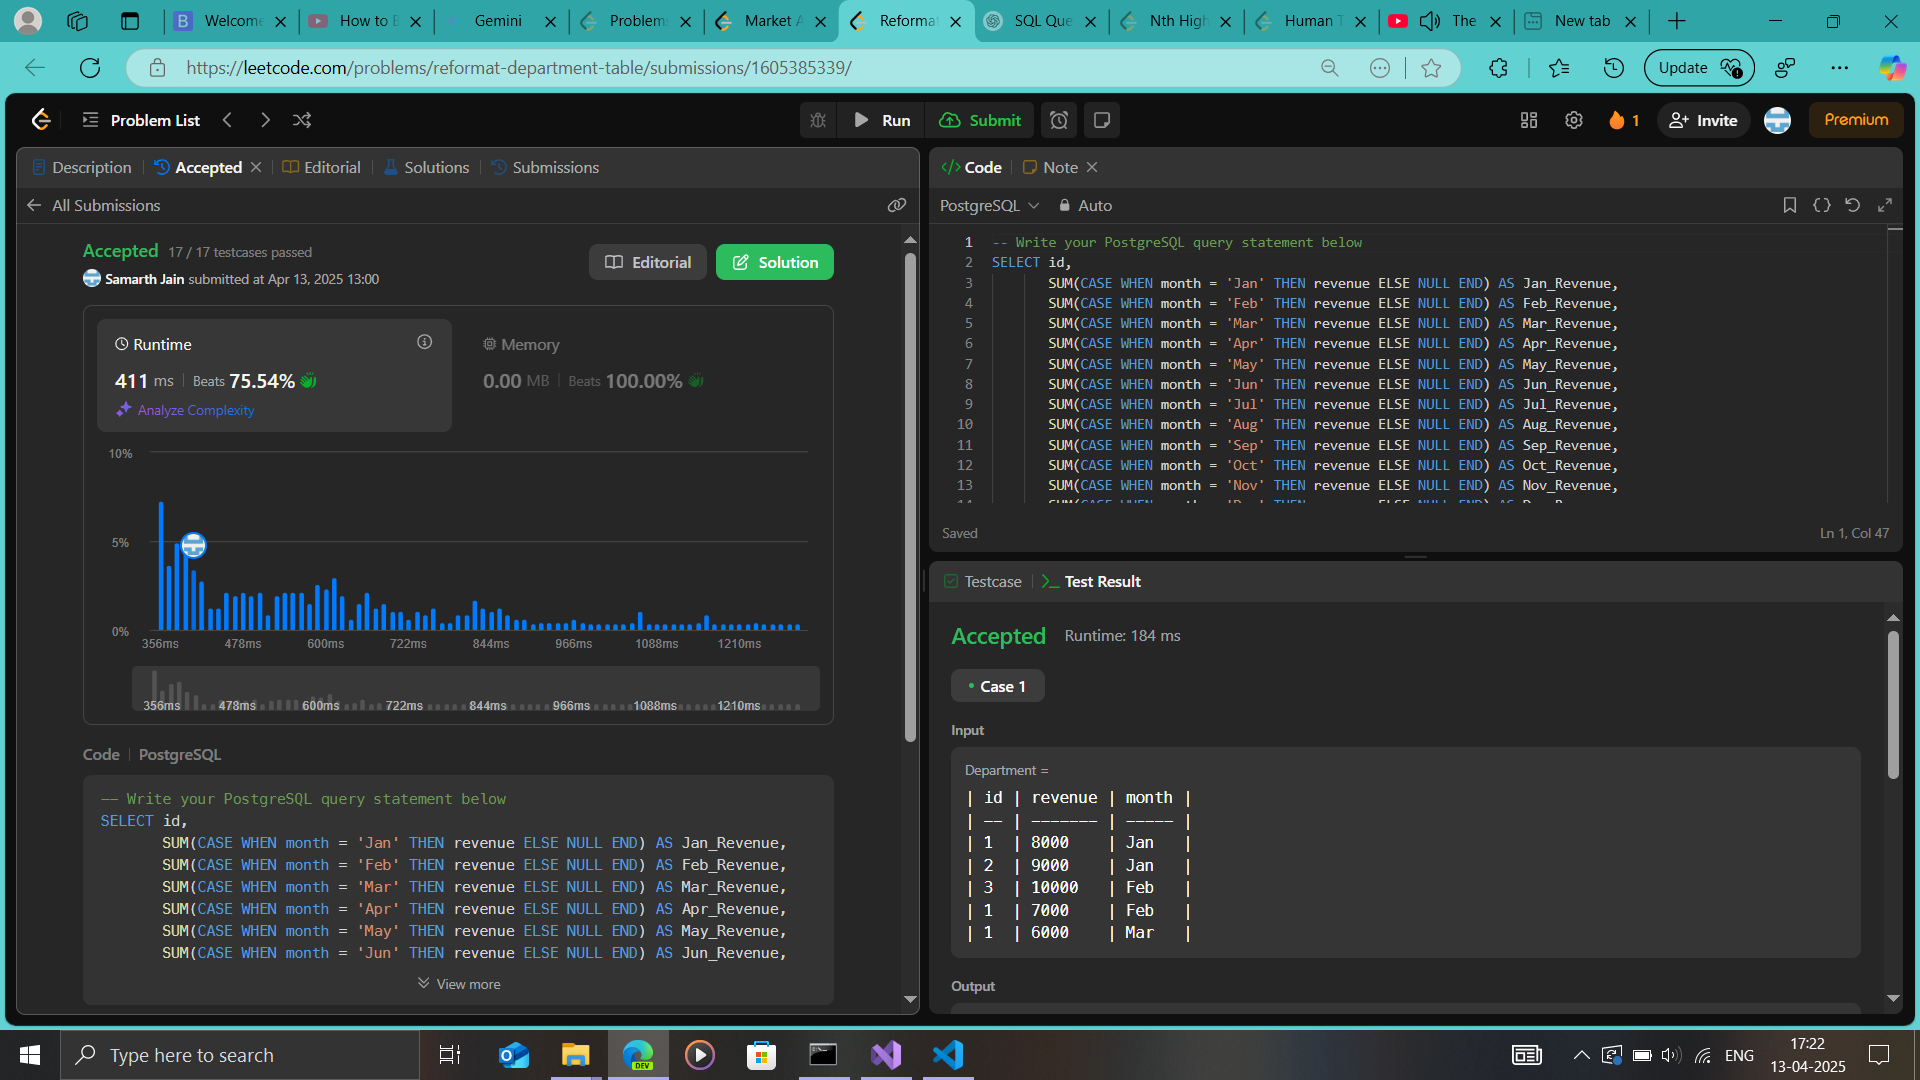 Welcome
How to B
Gemini
Problems
Market A
Reformat
SQL Que
Nth High
Human T
The
New tab
https://leetcode.com/problems/reformat-department-table/submissions/1605385339/
Update
Problem List
Run
Submit
1
Invite
Premium
Description
Accepted
Editorial
Solutions
Submissions
All Submissions
Accepted 17 / 17 testcases passed
Samarth Jain submitted at Apr 13, 2025 13:00
Editorial
Solution
Runtime
411 ms Beats 75.54%
Analyze Complexity
Memory
0.00 MB Beats 100.00%
10%
5%
0%
356ms 478ms 600ms 722ms 844ms 966ms 1088ms 1210ms
356ms 478ms 600ms 722ms 844ms 966ms 1088ms 1210ms
Code PostgreSQL
-- Write your PostgreSQL query statement below
SELECT id,
SUM(CASE WHEN month = 'Jan' THEN revenue ELSE NULL END) AS Jan_Revenue,
SUM(CASE WHEN month = 'Feb' THEN revenue ELSE NULL END) AS Feb_Revenue,
SUM(CASE WHEN month = 'Mar' THEN revenue ELSE NULL END) AS Mar_Revenue,
SUM(CASE WHEN month = 'Apr' THEN revenue ELSE NULL END) AS Apr_Revenue,
SUM(CASE WHEN month = 'May' THEN revenue ELSE NULL END) AS May_Revenue,
SUM(CASE WHEN month = 'Jun' THEN revenue ELSE NULL END) AS Jun_Revenue,
View more
Code
Note
PostgreSQL
Auto
1 -- Write your PostgreSQL query statement below
2 SELECT id,
3 SUM(CASE WHEN month = 'Jan' THEN revenue ELSE NULL END) AS Jan_Revenue,
4 SUM(CASE WHEN month = 'Feb' THEN revenue ELSE NULL END) AS Feb_Revenue,
5 SUM(CASE WHEN month = 'Mar' THEN revenue ELSE NULL END) AS Mar_Revenue,
6 SUM(CASE WHEN month = 'Apr' THEN revenue ELSE NULL END) AS Apr_Revenue,
7 SUM(CASE WHEN month = 'May' THEN revenue ELSE NULL END) AS May_Revenue,
8 SUM(CASE WHEN month = 'Jun' THEN revenue ELSE NULL END) AS Jun_Revenue,
9 SUM(CASE WHEN month = 'Jul' THEN revenue ELSE NULL END) AS Jul_Revenue,
10 SUM(CASE WHEN month = 'Aug' THEN revenue ELSE NULL END) AS Aug_Revenue,
11 SUM(CASE WHEN month = 'Sep' THEN revenue ELSE NULL END) AS Sep_Revenue,
12 SUM(CASE WHEN month = 'Oct' THEN revenue ELSE NULL END) AS Oct_Revenue,
13 SUM(CASE WHEN month = 'Nov' THEN revenue ELSE NULL END) AS Nov_Revenue,
Saved
Ln 1, Col 47
Testcase
Test Result
Accepted Runtime: 184 ms
Case 1
Input
Department =
| id | revenue | month |
| -- | ------- | ----- |
| 1 | 8000 | Jan |
| 2 | 9000 | Jan |
| 3 | 10000 | Feb |
| 1 | 7000 | Feb |
| 1 | 6000 | Mar |
Output
Type here to search
DEV
ENG
17:22
13-04-2025